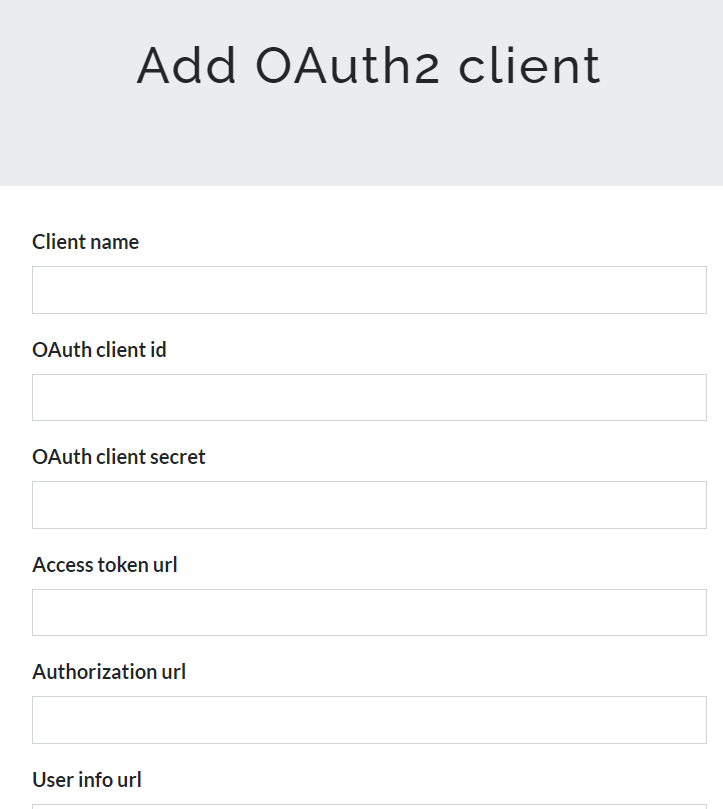 Add OAuth2 client
Client name
OAuth client id
OAuth client secret
Access token url
Authorization url
User info url